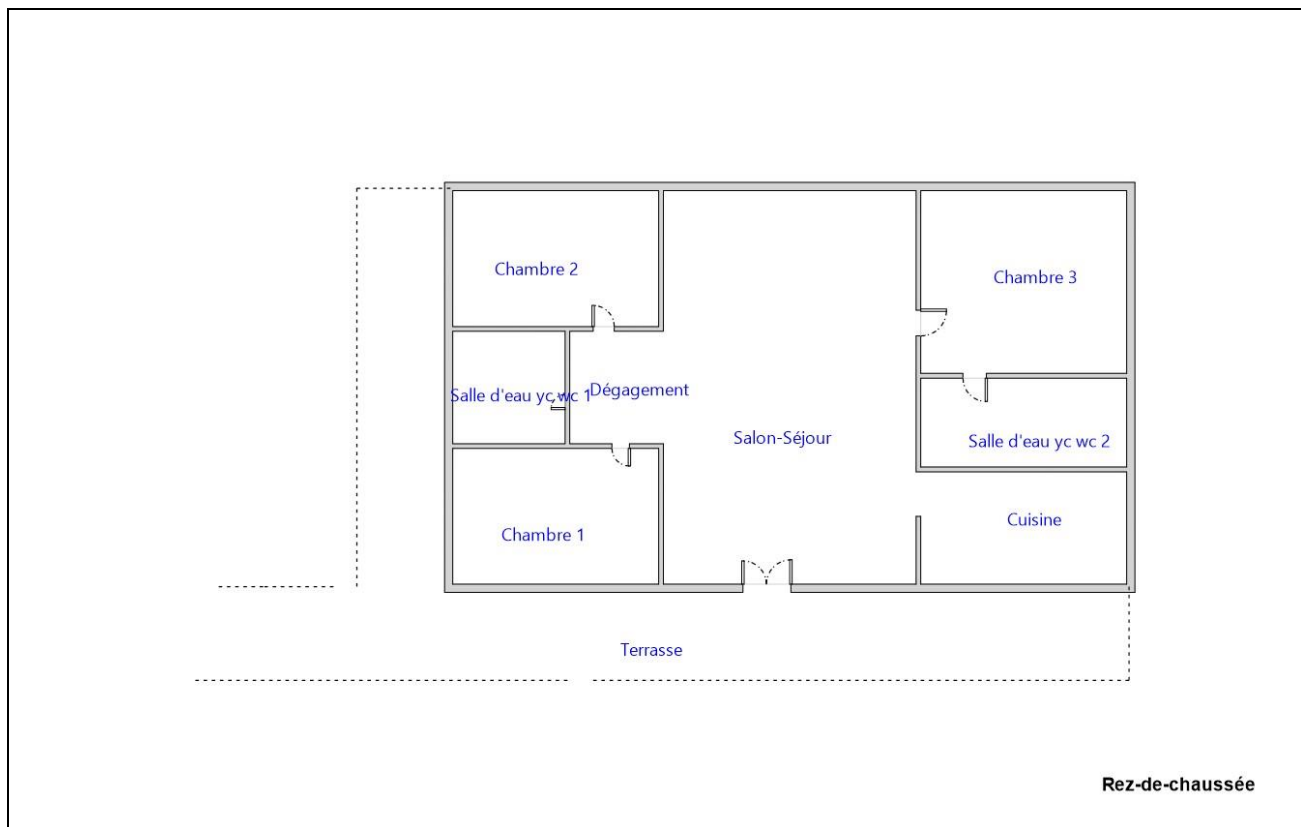 Chambre 2
Chambre 3
Salle d'eau yc wc 1
Dégagement
Salon-Séjour
Salle d'eau yc wc 2
Chambre 1
Cuisine
Terrasse
Rez-de-chaussée